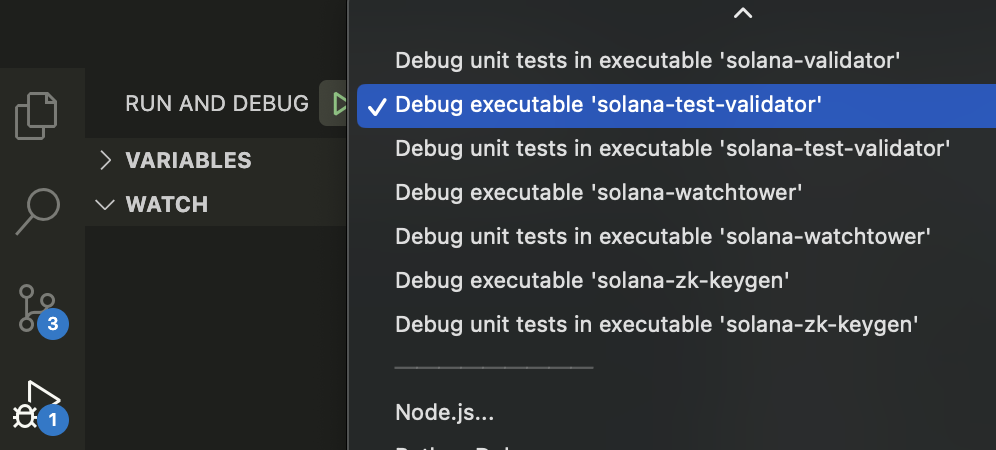 RUN AND DEBUG
VARIABLES
WATCH
3
1
Debug unit tests in executable 'solana-validator'
Debug executable 'solana-test-validator'
Debug unit tests in executable 'solana-test-validator'
Debug executable 'solana-watchtower'
Debug unit tests in executable 'solana-watchtower'
Debug executable 'solana-zk-keygen'
Debug unit tests in executable 'solana-zk-keygen'
Node.js...